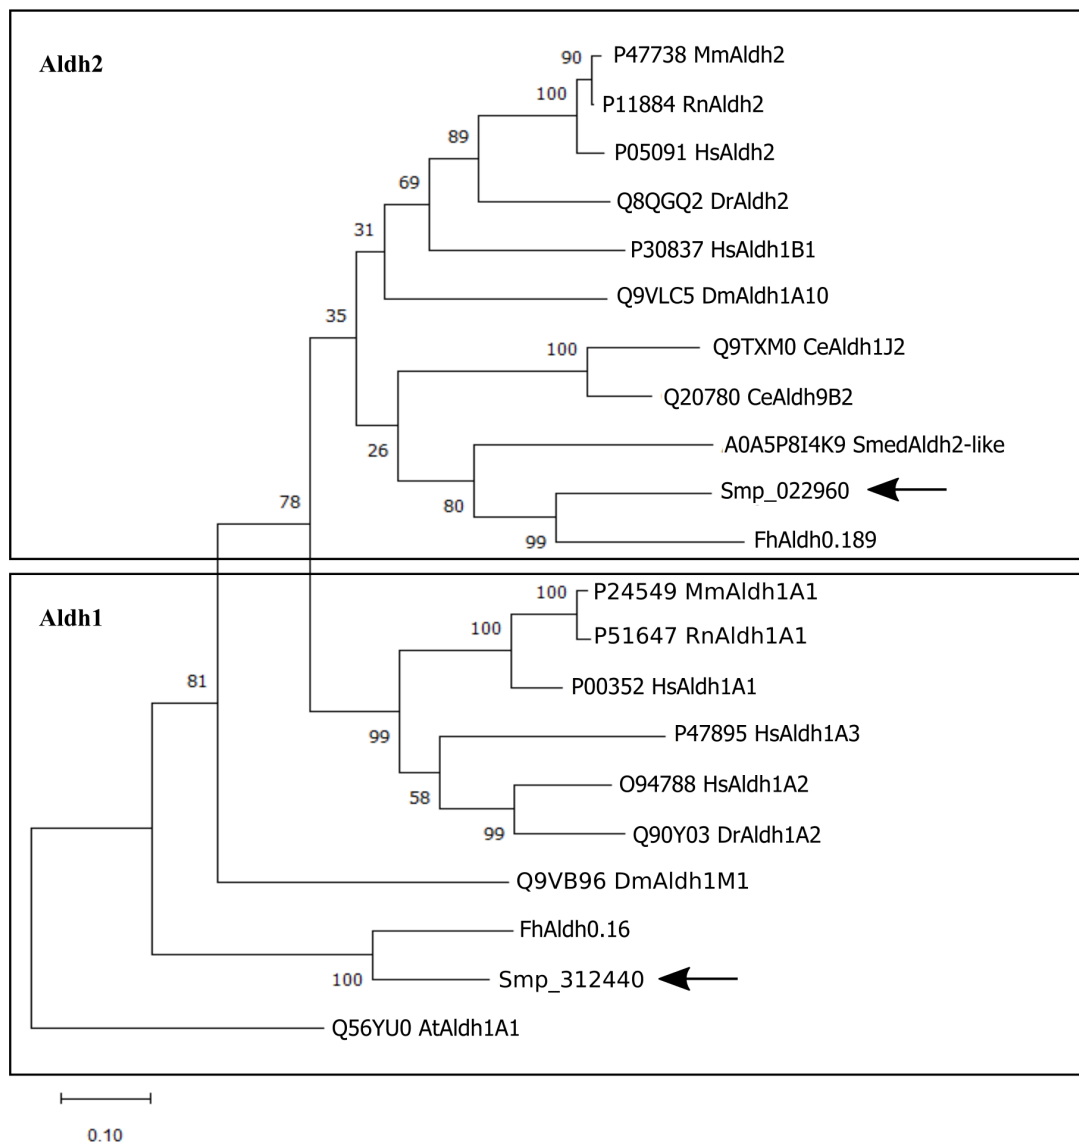 Aldh2
90
P47738 MmAldh2
100
P11884 RnAldh2
89
P05091 HsAldh2
69
Q8QGQ2 DrAldh2
31
P30837 HsAldh1B1
35
Q9VLC5 DmAldh1A10
100
Q9TXM0 CeAldh1J2
Q20780 CeAldh9B2
26
A0A5P8I4K9 SmedAldh2-like
78
80
Smp_022960
99
FhAldh0.189
Aldh1
100
P24549 MmAldh1A1
100
P51647 RnAldh1A1
81
P00352 HsAldh1A1
99
P47895 HsAldh1A3
58
O94788 HsAldh1A2
99
Q90Y03 DrAldh1A2
Q9VB96 DmAldh1M1
FhAldh0.16
100
Smp_312440
Q56YU0 AtAldh1A1
0.10